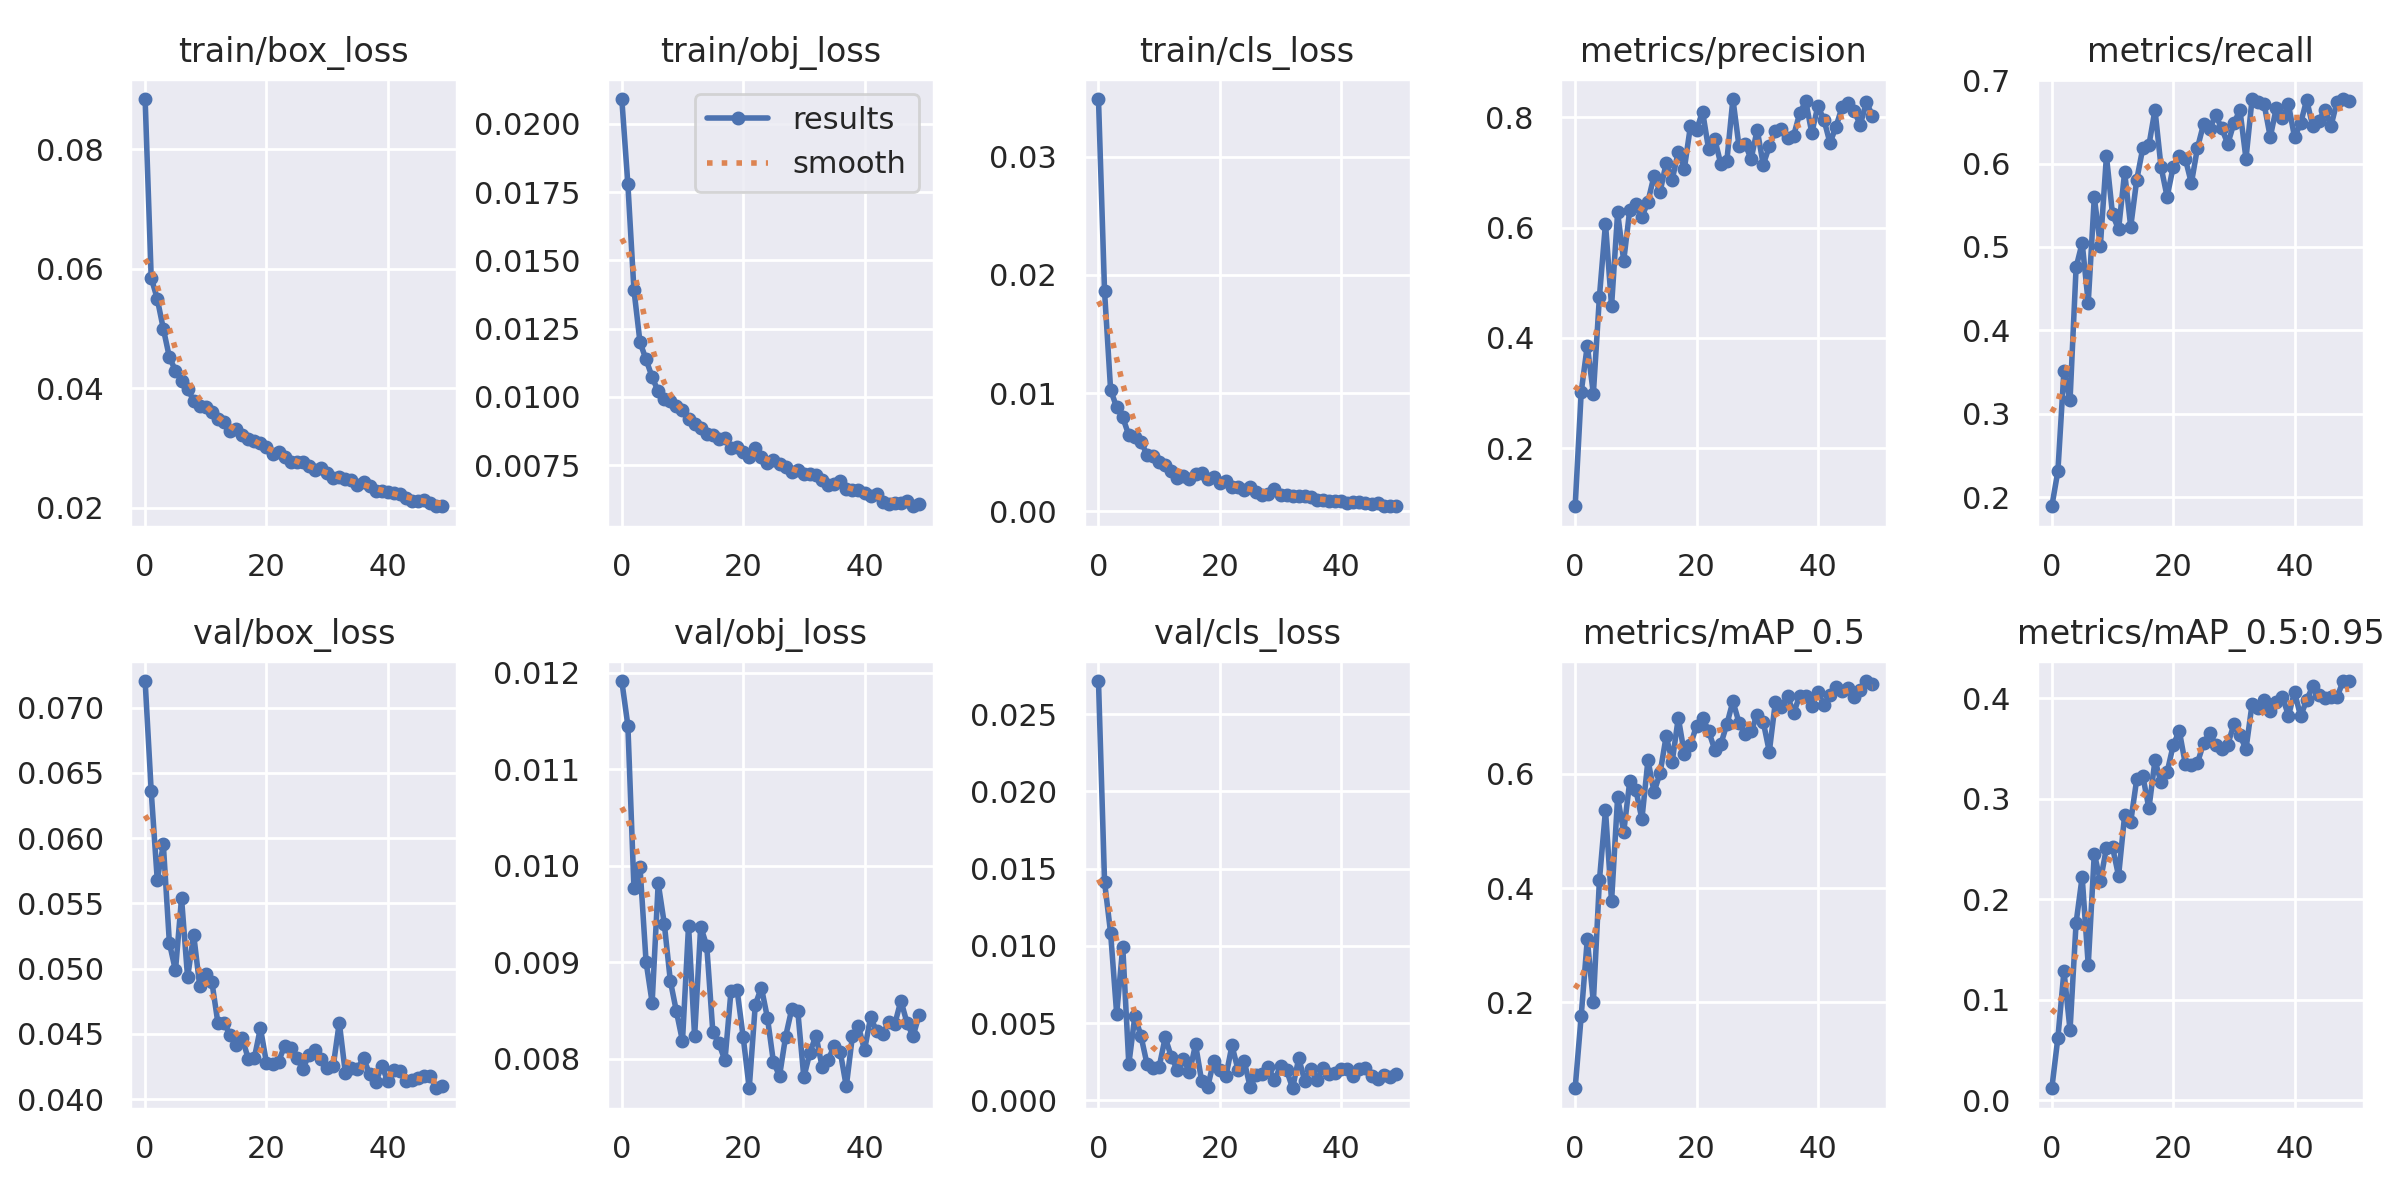 train/box_loss
0.08
0.06
0.04
0.02
0 20 40
train/obj_loss
results
smooth
0.0200
0.0175
0.0150
0.0125
0.0100
0.0075
0 20 40
train/cls_loss
0.03
0.02
0.01
0.00
0 20 40
metrics/precision
0.8
0.6
0.4
0.2
0 20 40
metrics/recall
0.7
0.6
0.5
0.4
0.3
0.2
0 20 40
val/box_loss
0.070
0.065
0.060
0.055
0.050
0.045
0.040
0 20 40
val/obj_loss
0.012
0.011
0.010
0.009
0.008
0 20 40
val/cls_loss
0.025
0.020
0.015
0.010
0.005
0.000
0 20 40
metrics/mAP_0.5
0.6
0.4
0.2
0 20 40
metrics/mAP_0.5:0.95
0.4
0.3
0.2
0.1
0.0
0 20 40